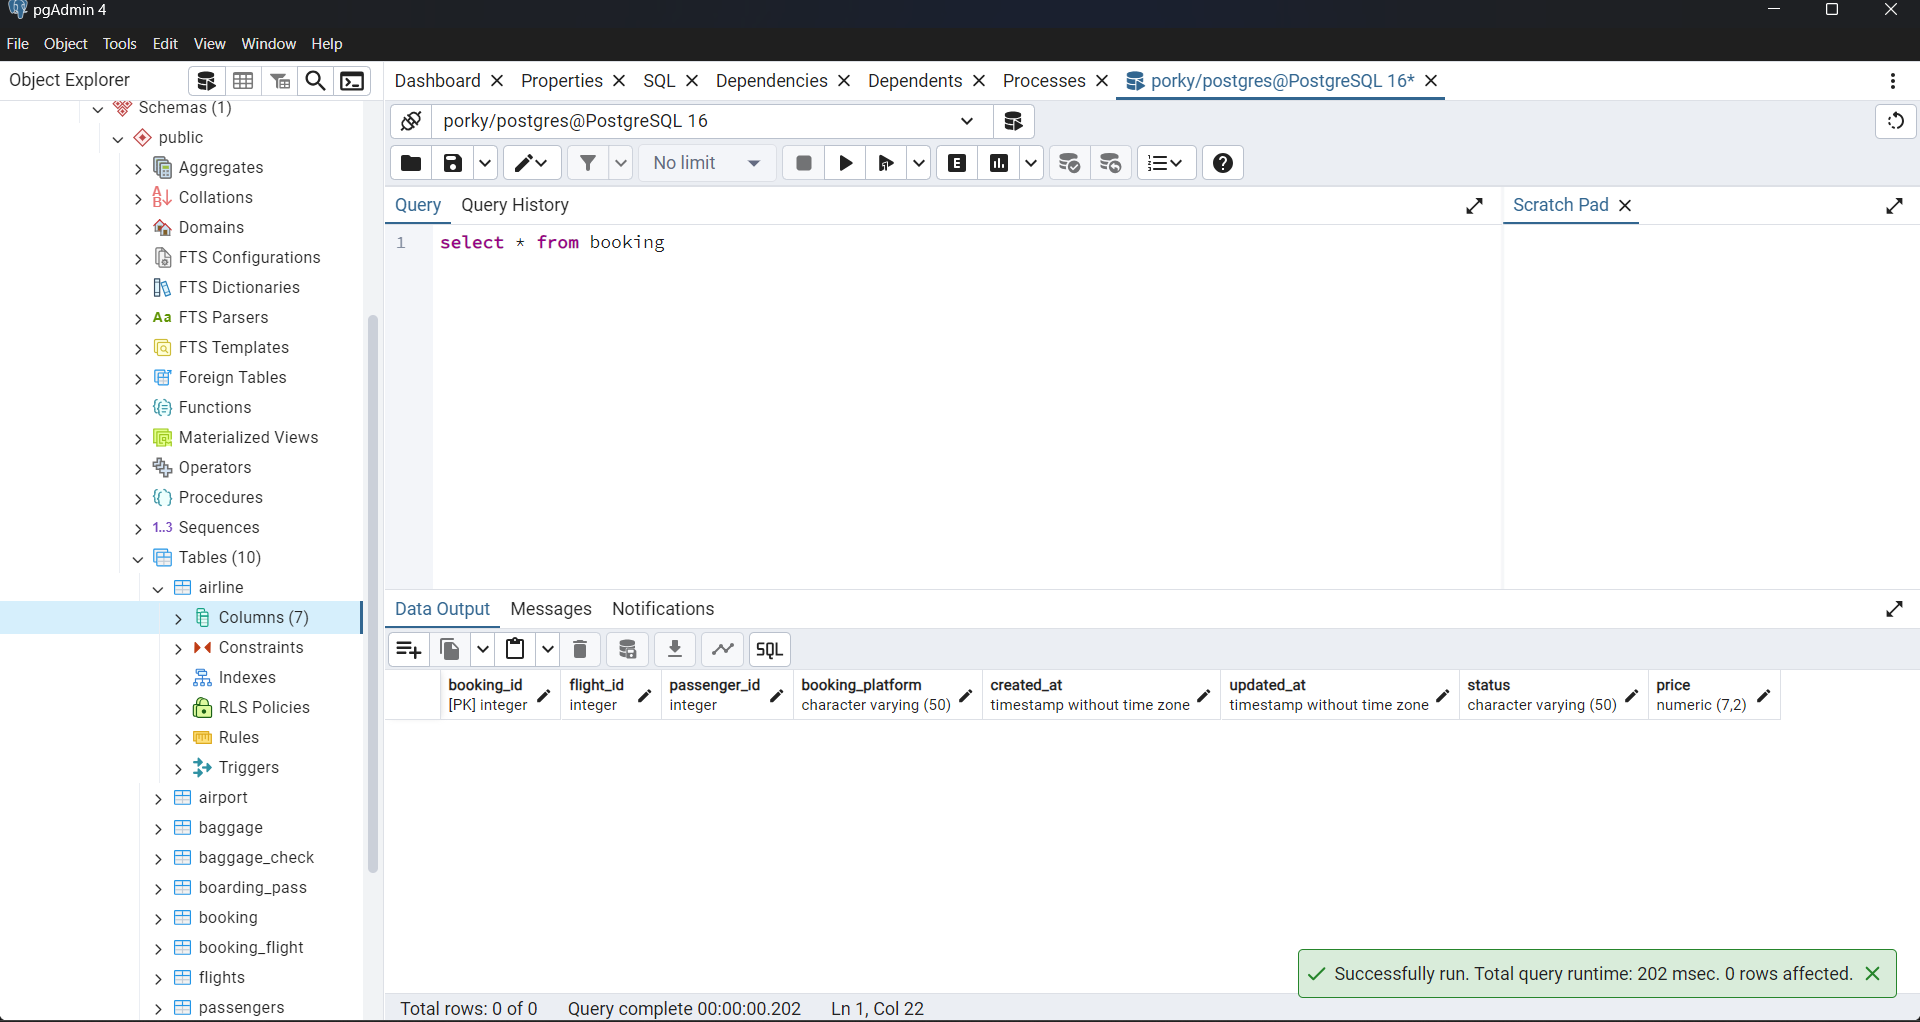 pgAdmin 4
File Object Tools Edit View Window Help
Object Explorer
Dashboard Properties SQL Dependencies Dependents Processes porky/postgres@PostgreSQL 16*
Schemas (1)
public
Aggregates
Collations
Domains
FTS Configurations
FTS Dictionaries
Aa FTS Parsers
FTS Templates
Foreign Tables
Functions
Materialized Views
Operators
Procedures
1..3 Sequences
Tables (10)
airline
Columns (7)
Constraints
Indexes
RLS Policies
Rules
Triggers
airport
baggage
baggage_check
boarding_pass
booking
booking_flight
flights
passengers
porky/postgres@PostgreSQL 16
No limit
E
Query Query History
Scratch Pad
1 select * from booking
Data Output Messages Notifications
SQL
booking_id flight_id passenger_id booking_platform created_at updated_at status price
[PK] integer integer integer character varying (50) timestamp without time zone timestamp without time zone character varying (50) numeric (7,2)
Successfully run. Total query runtime: 202 msec. 0 rows affected.
Total rows: 0 of 0 Query complete 00:00:00.202 Ln 1, Col 22